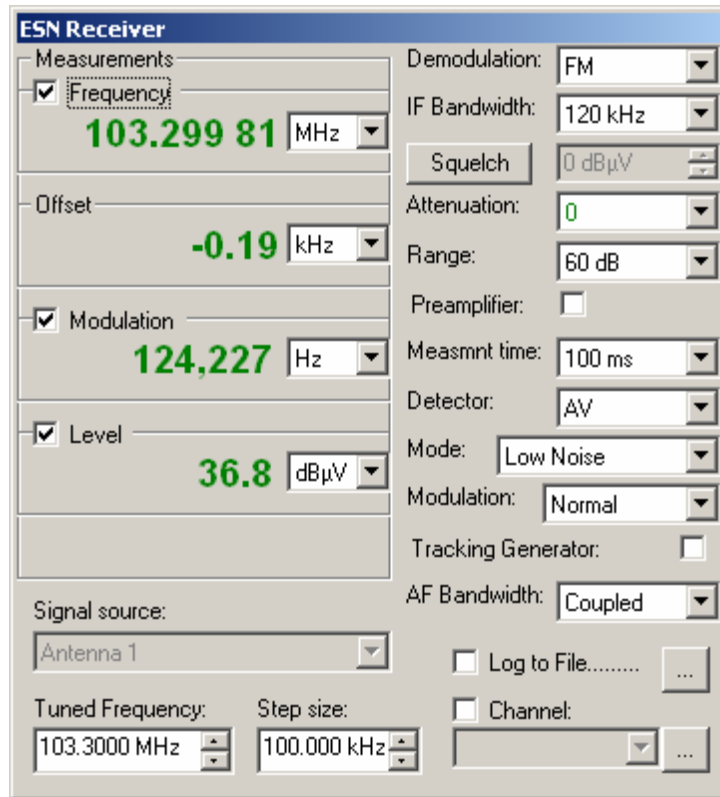 ESN Receiver
Measurements
Frequency
103.299 81 MHz
Offset
-0.19 kHz
Modulation
124,227 Hz
Level
36.8 dBµV
Signal source:
Antenna 1
Tuned Frequency:
103.3000 MHz
Step size:
100.000 kHz
Demodulation: FM
IF Bandwidth: 120 kHz
Squelch 0 dBµV
Attenuation: 0
Range: 60 dB
Preamplifier:
Measmnt time: 100 ms
Detector: AV
Mode: Low Noise
Modulation: Normal
Tracking Generator:
AF Bandwidth: Coupled
Log to File......... ...
Channel:
...